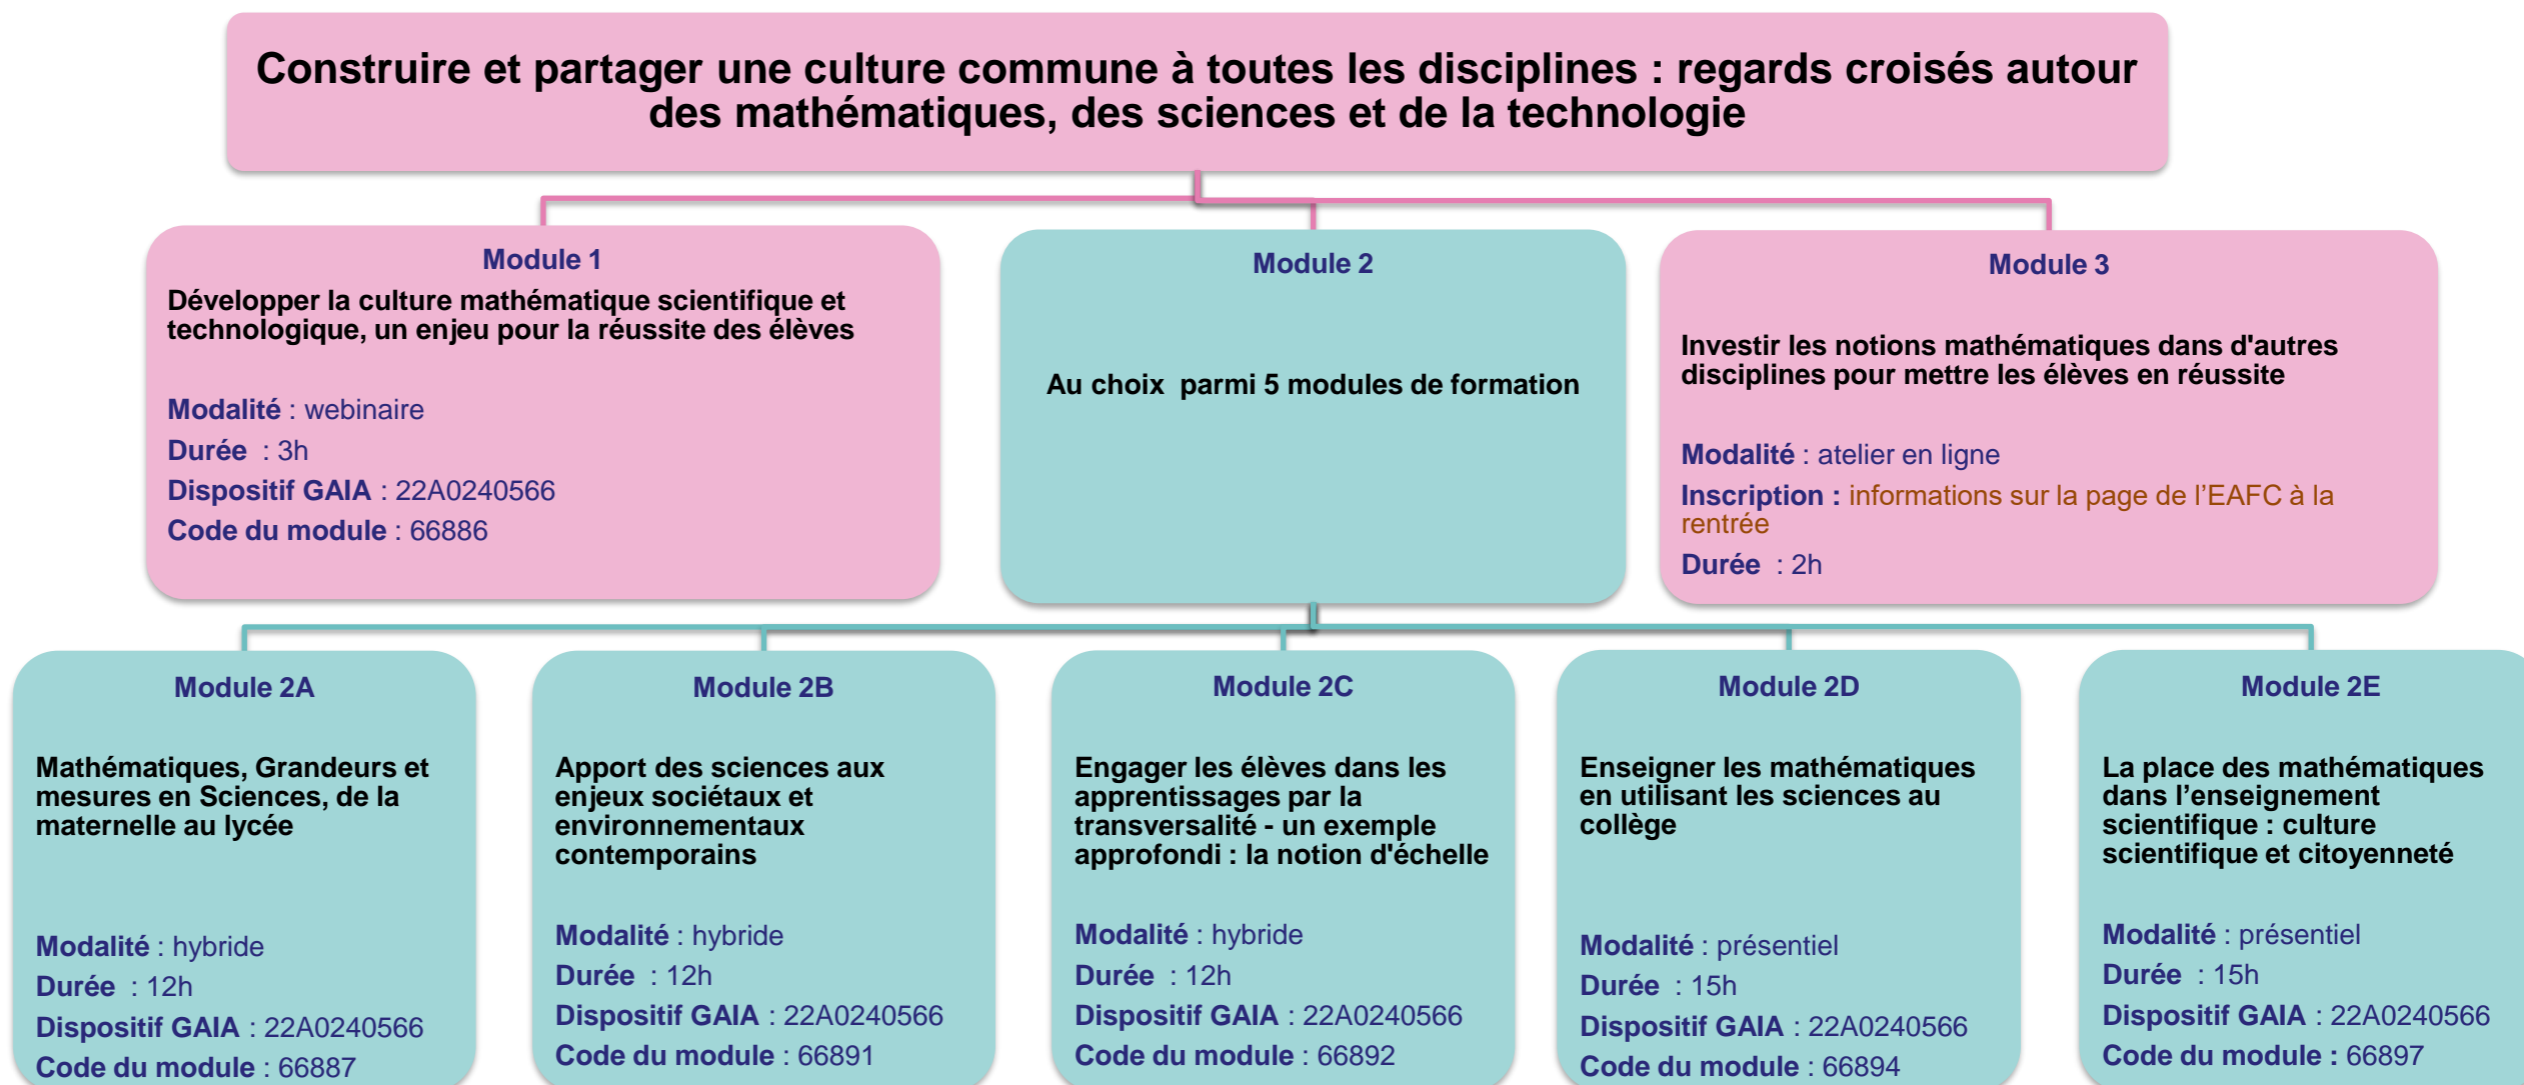 Construire et partager une culture commune à toutes les disciplines : regards croisés autour
des mathématiques, des sciences et de la technologie
Module 1
Développer la culture mathématique scientifique et
technologique, un enjeu pour la réussite des élèves
Modalité : webinaire
Durée : 3h
Dispositif GAIA : 22A0240566
Code du module : 66886
Module 2
Au choix parmi 5 modules de formation
Module 3
Investir les notions mathématiques dans d'autres
disciplines pour mettre les élèves en réussite
Modalité : atelier en ligne
Inscription : informations sur la page de l’EAFC à la
rentrée
Durée : 2h
Module 2A
Mathématiques, Grandeurs et
mesures en Sciences, de la
maternelle au lycée
Modalité : hybride
Durée : 12h
Dispositif GAIA : 22A0240566
Code du module : 66887
Module 2B
Apport des sciences aux
enjeux sociétaux et
environnementaux
contemporains
Modalité : hybride
Durée : 12h
Dispositif GAIA : 22A0240566
Code du module : 66891
Module 2C
Engager les élèves dans les
apprentissages par la
transversalité - un exemple
approfondi : la notion d'échelle
Modalité : hybride
Durée : 12h
Dispositif GAIA : 22A0240566
Code du module : 66892
Module 2D
Enseigner les mathématiques
en utilisant les sciences au
collège
Modalité : présentiel
Durée : 15h
Dispositif GAIA : 22A0240566
Code du module : 66894
Module 2E
La place des mathématiques
dans l’enseignement
scientifique : culture
scientifique et citoyenneté
Modalité : présentiel
Durée : 15h
Dispositif GAIA : 22A0240566
Code du module : 66897